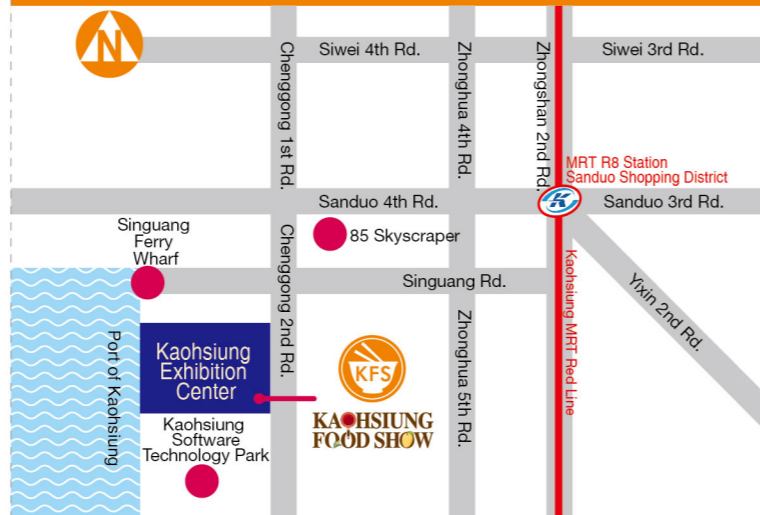 N
Siwei 4th Rd.
Siwei 3rd Rd.
Chenggong 1st Rd.
Zhonghua 4th Rd.
Zhongshan 2nd Rd.
MRT R8 Station
Sanduo Shopping District
Sanduo 4th Rd.
K
Sanduo 3rd Rd.
Singuang
Ferry
Wharf
85 Skyscraper
Chenggong 2nd Rd.
Singuang Rd.
Zhonghua 5th Rd.
Kaohsiung MRT Red Line
Yixin 2nd Rd.
Port of Kaohsiung
Kaohsiung
Exhibition
Center
KFS
KAOHSIUNG
FOOD SHOW
Kaohsiung
Software
Technology Park